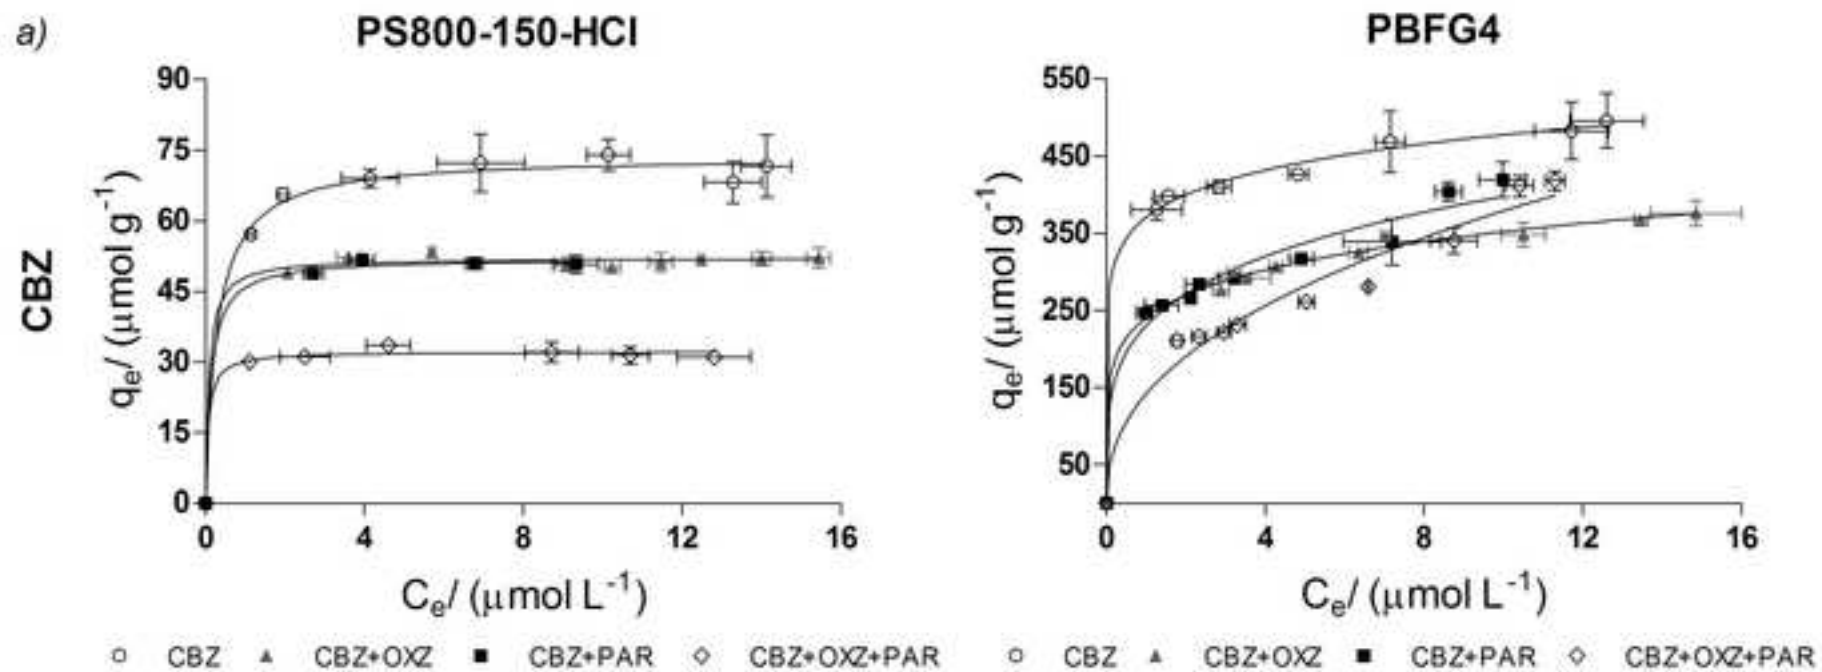 a)
PS800-150-HCl
PBFG4
CBZ
qₑ/ (μmol g⁻¹)
90
75
60
45
30
15
0
0 4 8 12 16
Cₑ/ (μmol L⁻¹)
qₑ/ (μmol g⁻¹)
550
450
350
250
150
50
0 4 8 12 16
Cₑ/ (μmol L⁻¹)
CBZ CBZ+OXZ CBZ+PAR CBZ+OXZ+PAR
CBZ CBZ+OXZ CBZ+PAR CBZ+OXZ+PAR